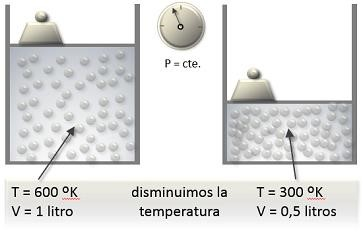 P = cte.
T = 600 ºK
V = 1 litro
disminuimos la
temperatura
T = 300 ºK
V = 0,5 litros